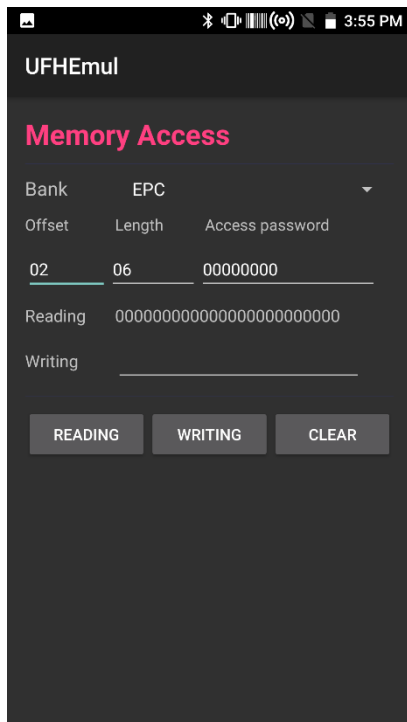 3:55 PM
UFHEmul
Memory Access
Bank EPC
Offset Length Access password
02 06 00000000
Reading 000000000000000000000000
Writing
READING WRITING CLEAR